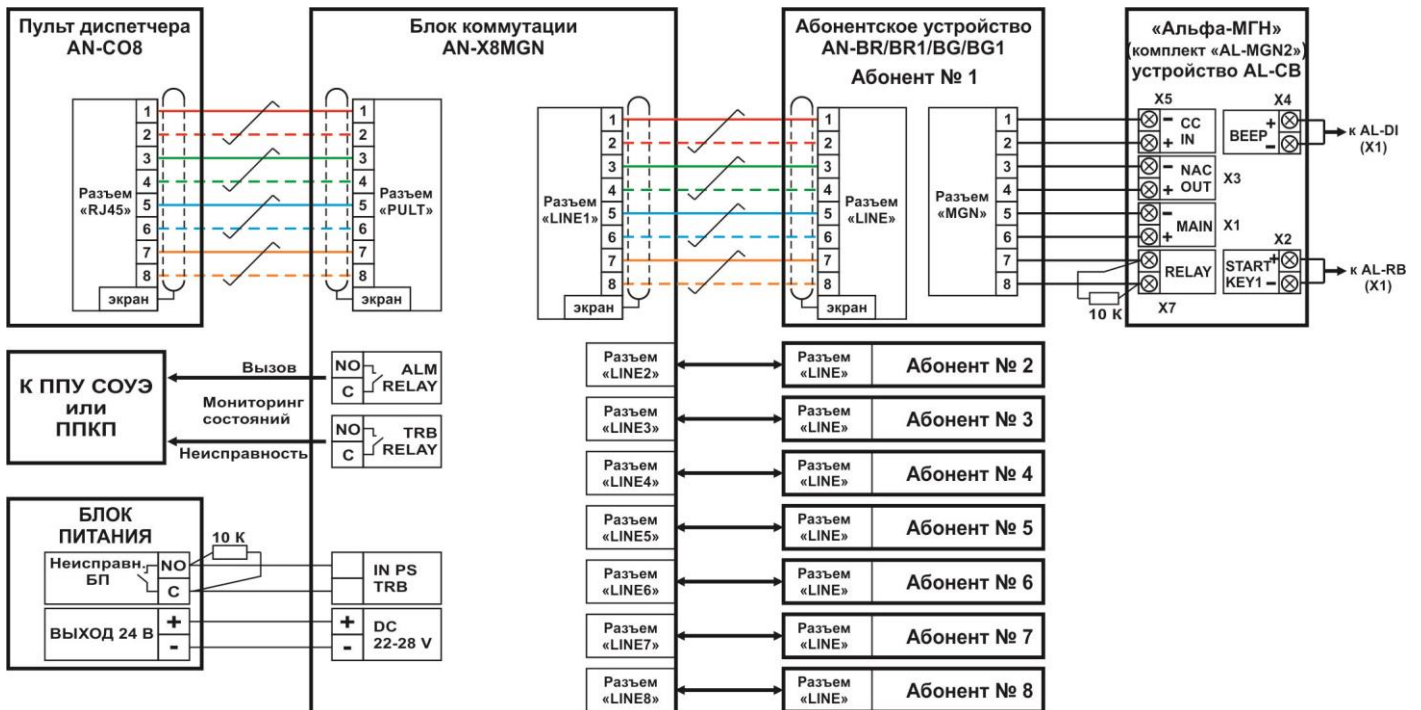 Пульт диспетчера
AN-CO8
Разъем
«RJ45»
1
2
3
4
5
6
7
8
экран
Блок коммутации
AN-X8MGN
1
2
3
4
5
6
7
8
Разъем
«PULT»
экран
Разъем
«LINE1»
1
2
3
4
5
6
7
8
экран
Абонентское устройство
AN-BR/BR1/BG/BG1
Абонент № 1
1
2
3
4
5
6
7
8
Разъем
«LINE»
экран
Разъем
«MGN»
1
2
3
4
5
6
7
8
«Альфа-МГН»
(комплект «AL-MGN2»)
устройство AL-CB
X5
- CC
+ IN
X4
BEEP + -
к AL-DI
(X1)
- NAC
+ OUT
X3
- + MAIN
X1
X2
RELAY
START +
KEY1 -
к AL-RB
(X1)
10 К
X7
К ППУ СОУЭ
или
ППКП
Вызов
Мониторинг
состояний
Неисправность
NO
C
ALM
RELAY
NO
C
TRB
RELAY
БЛОК
ПИТАНИЯ
10 К
Неисправн.
БП
NO
C
IN PS
TRB
ВЫХОД 24 В
+
-
+
-
DC
22-28 V
Разъем
«LINE2»
Разъем
«LINE»
Абонент № 2
Разъем
«LINE3»
Разъем
«LINE»
Абонент № 3
Разъем
«LINE4»
Разъем
«LINE»
Абонент № 4
Разъем
«LINE5»
Разъем
«LINE»
Абонент № 5
Разъем
«LINE6»
Разъем
«LINE»
Абонент № 6
Разъем
«LINE7»
Разъем
«LINE»
Абонент № 7
Разъем
«LINE8»
Разъем
«LINE»
Абонент № 8